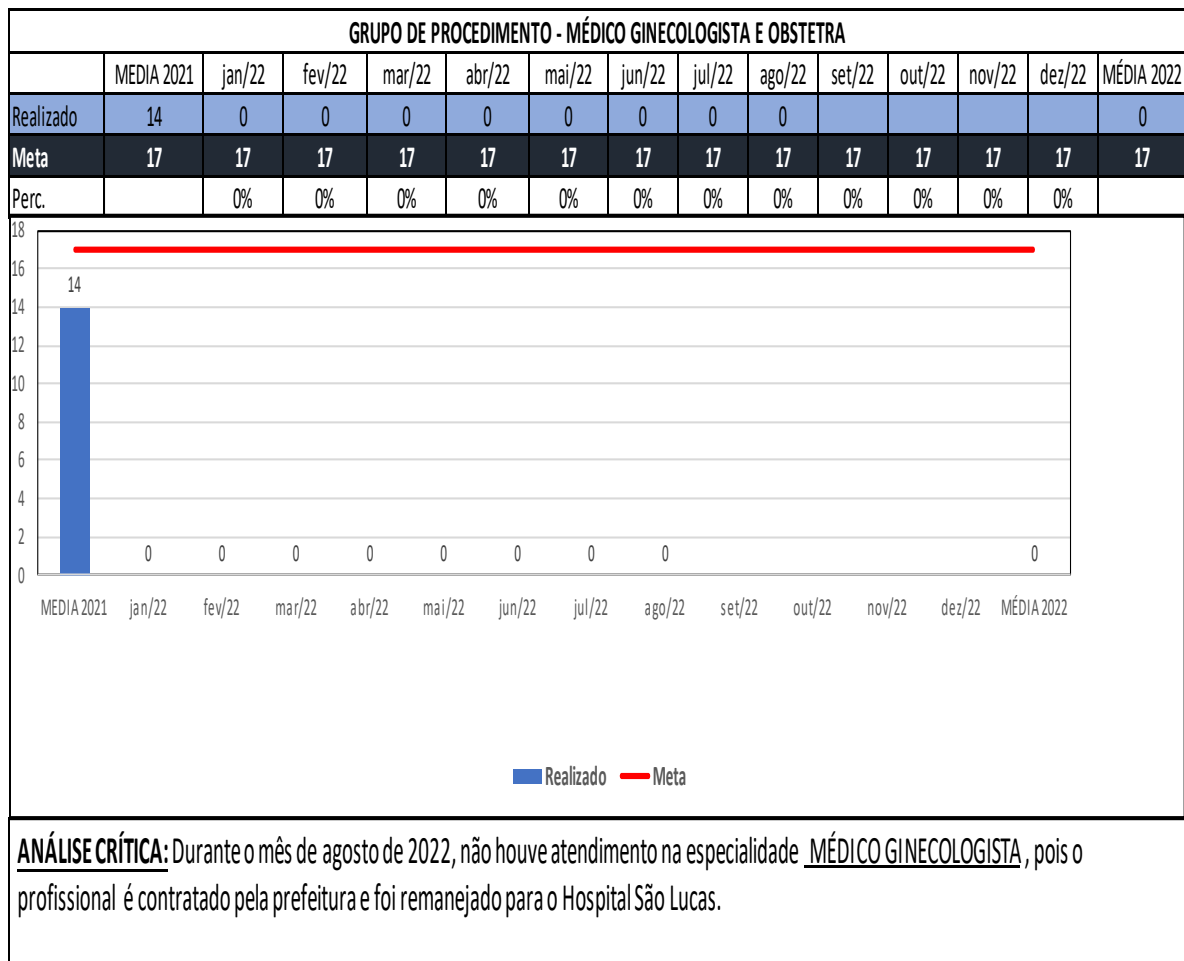 GRUPO DE PROCEDIMENTO - MÉDICO GINECOLOGISTA E OBSTETRA
MEDIA 2021 jan/22 fev/22 mar/22 abr/22 mai/22 jun/22 jul/22 ago/22 set/22 out/22 nov/22 dez/22 MÉDIA 2022
Realizado 14 0 0 0 0 0 0 0 0 0
Meta 17 17 17 17 17 17 17 17 17 17 17 17 17 17
Perc. 0% 0% 0% 0% 0% 0% 0% 0% 0% 0% 0% 0%
18
16
14
14
12
10
8
6
4
2
0 0 0 0 0 0 0 0 0
0
MEDIA 2021 jan/22 fev/22 mar/22 abr/22 mai/22 jun/22 jul/22 ago/22 set/22 out/22 nov/22 dez/22 MÉDIA 2022
Realizado Meta
ANÁLISE CRÍTICA: Durante o mês de agosto de 2022, não houve atendimento na especialidade MÉDICO GINECOLOGISTA , pois o
profissional é contratado pela prefeitura e foi remanejado para o Hospital São Lucas.